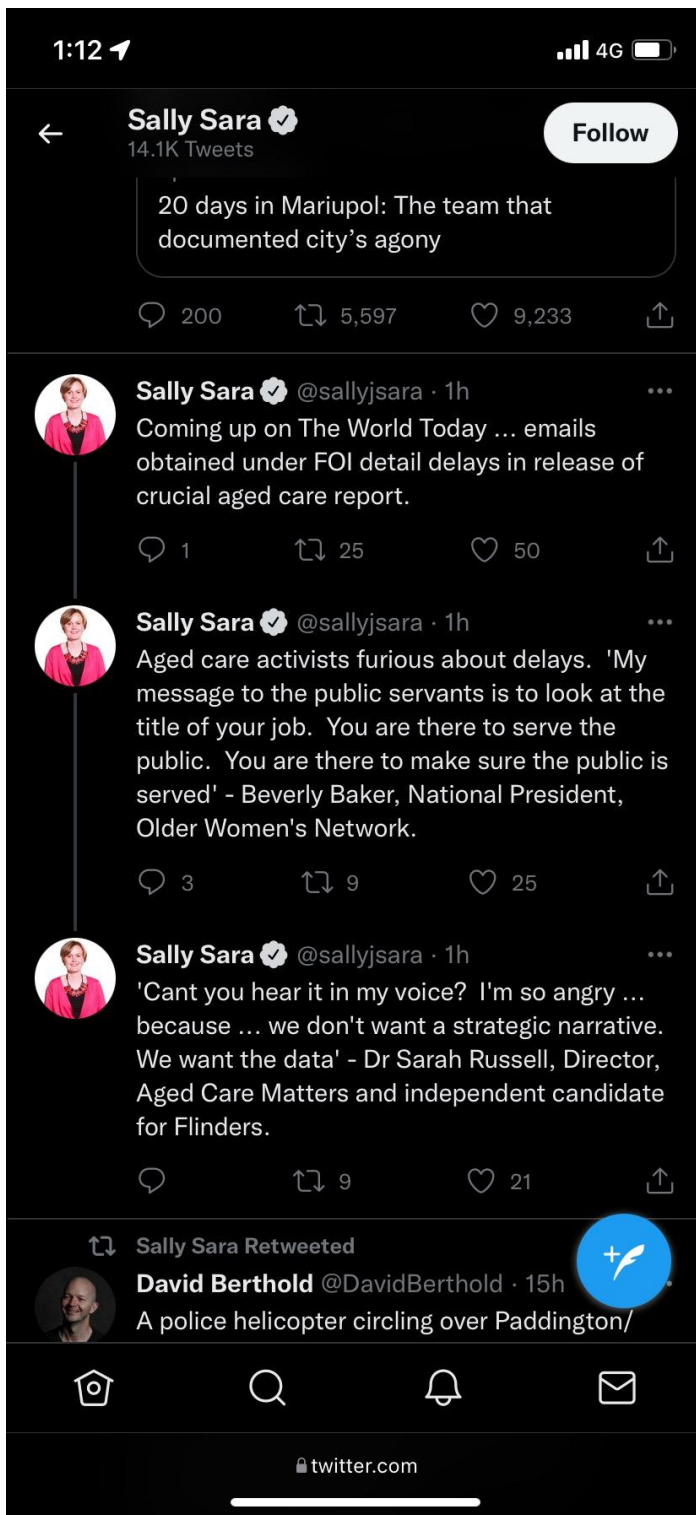 1:12
4G
Sally Sara
14.1K Tweets
Follow
20 days in Mariupol: The team that
documented city’s agony
200 5,597 9,233
Sally Sara @sallyjsara · 1h
Coming up on The World Today ... emails
obtained under FOI detail delays in release of
crucial aged care report.
1 25 50
Sally Sara @sallyjsara · 1h
Aged care activists furious about delays.  'My
message to the public servants is to look at the
title of your job.  You are there to serve the
public.  You are there to make sure the public is
served' - Beverly Baker, National President,
Older Women's Network.
3 9 25
Sally Sara @sallyjsara · 1h
'Cant you hear it in my voice?  I'm so angry ...
because ... we don't want a strategic narrative.
We want the data' - Dr Sarah Russell, Director,
Aged Care Matters and independent candidate
for Flinders.
9 21
Sally Sara Retweeted
David Berthold @DavidBerthold · 15h
A police helicopter circling over Paddington/
twitter.com